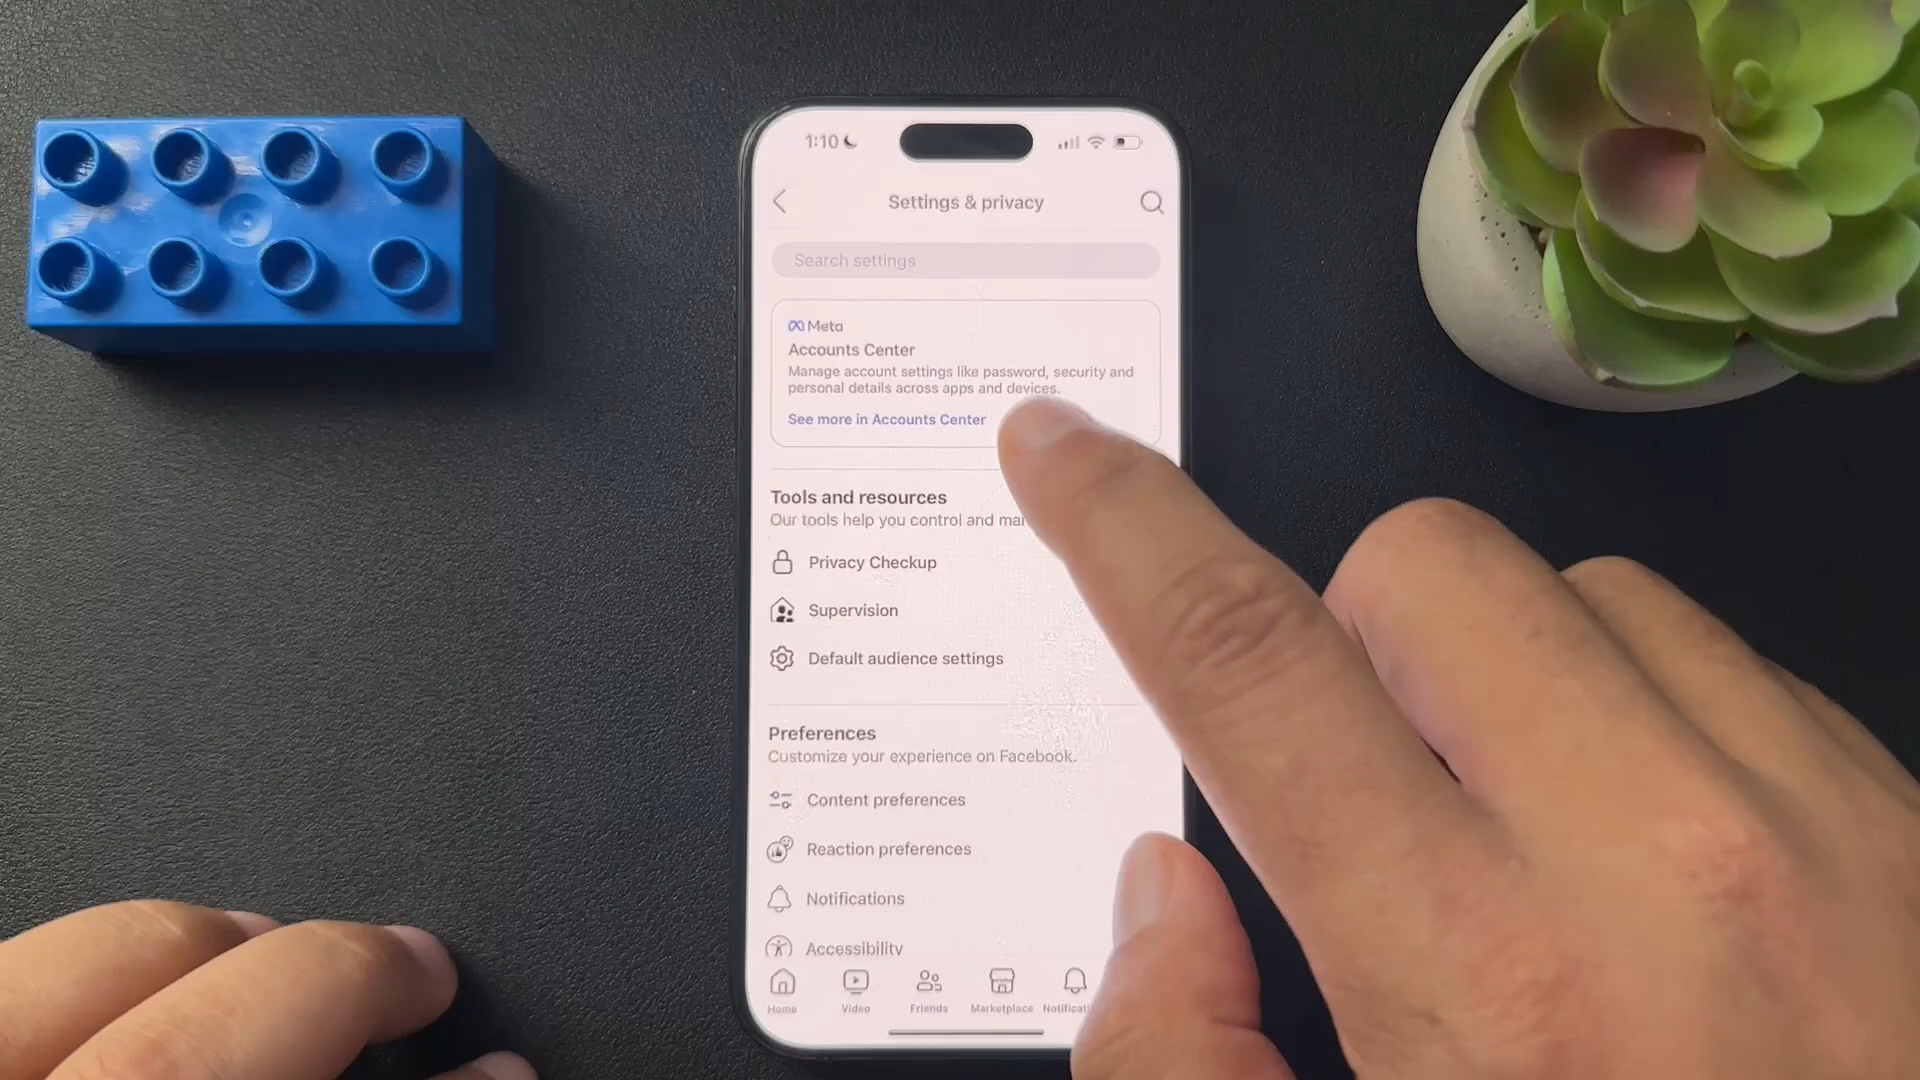 1:10
Settings & privacy
Search settings
Meta
Accounts Center
Manage account settings like password, security and
personal details across apps and devices.
See more in Accounts Center
Tools and resources
Our tools help you control and
Privacy Checkup
Supervision
Default audience settings
Preferences
Customize your experience on Facebook.
Content preferences
Reaction preferences
Notifications
Accessibility
Home
Video
Friends
Marketplace